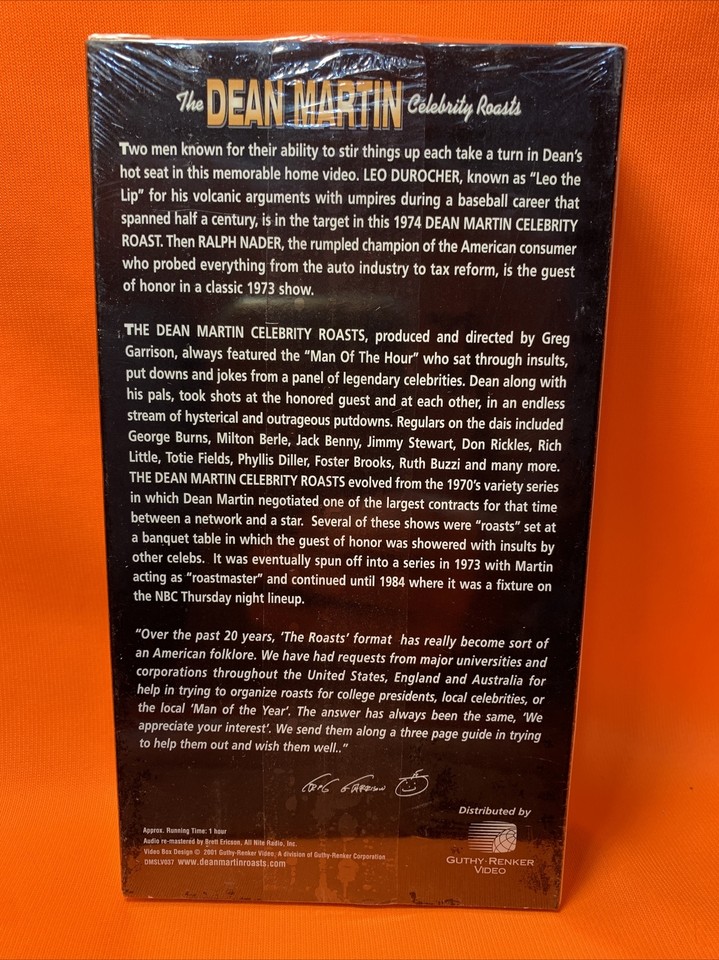 The DEAN MARTIN Celebrity Roasts
Two men known for their ability to stir things up each take a turn in Dean's
hot seat in this memorable home video. LEO DUROCHER, known as "Leo the
Lip" for his volcanic arguments with umpires during a baseball career that
spanned half a century, is in the target in this 1974 DEAN MARTIN CELEBRITY
ROAST. Then RALPH NADER, the rumpled champion of the American consumer
who probed everything from the auto industry to tax reform, is the guest
of honor in a classic 1973 show.
THE DEAN MARTIN CELEBRITY ROASTS, produced and directed by Greg
Garrison, always featured the "Man Of The Hour" who sat through insults,
put downs and jokes from a panel of legendary celebrities. Dean along with
his pals, took shots at the honored guest and at each other, in an endless
stream of hysterical and outrageous putdowns. Regulars on the dais included
George Burns, Milton Berle, Jack Benny, Jimmy Stewart, Don Rickles, Rich
Little, Totie Fields, Phyllis Diller, Foster Brooks, Ruth Buzzi and many more.
THE DEAN MARTIN CELEBRITY ROASTS evolved from the 1970's variety series
in which Dean Martin negotiated one of the largest contracts for that time
between a network and a star. Several of these shows were "roasts" set at
a banquet table in which the guest of honor was showered with insults by
other celebs. It was eventually spun off into a series in 1973 with Martin
acting as "roastmaster" and continued until 1984 where it was a fixture on
the NBC Thursday night lineup.
"Over the past 20 years, 'The Roasts' format has really become sort of
an American folklore. We have had requests from major universities and
corporations throughout the United States, England and Australia for
help in trying to organize roasts for college presidents, local celebrities, or
the local 'Man of the Year'. The answer has always been the same, 'We
appreciate your interest'. We send them along a three page guide in trying
to help them out and wish them well.."
GREG GARRISON
Distributed by
GUTHY-RENKER
VIDEO
Approx. Running Time: 1 hour
Audio re-mastered by Brett Ericson, All Nite Radio, Inc.
Video Box Design © 2001 Guthy-Renker Video, A division of Guthy-Renker Corporation
DMSLV037 www.deanmartinroasts.com